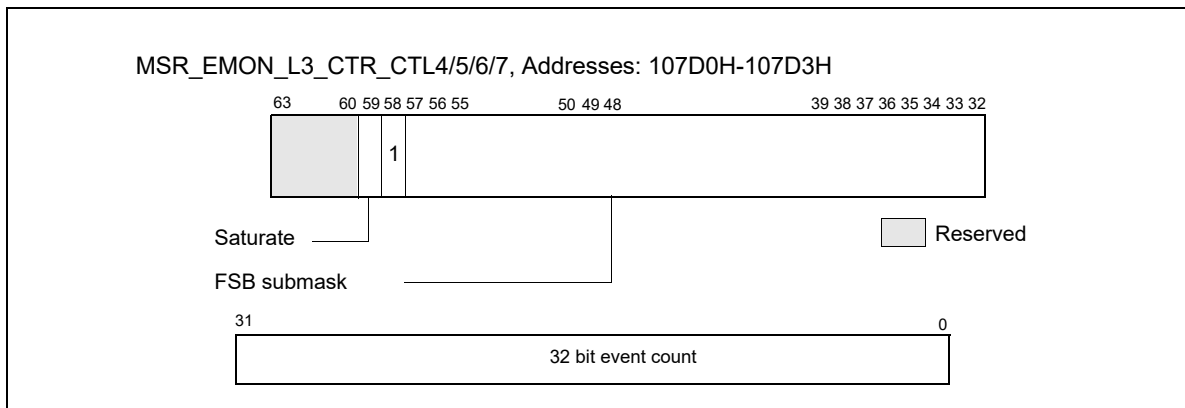 MSR_EMON_L3_CTR_CTL4/5/6/7, Addresses: 107D0H-107D3H
63 60 59 58 57 56 55 50 49 48 39 38 37 36 35 34 33 32
1
Saturate
Reserved
FSB submask
31 0
32 bit event count